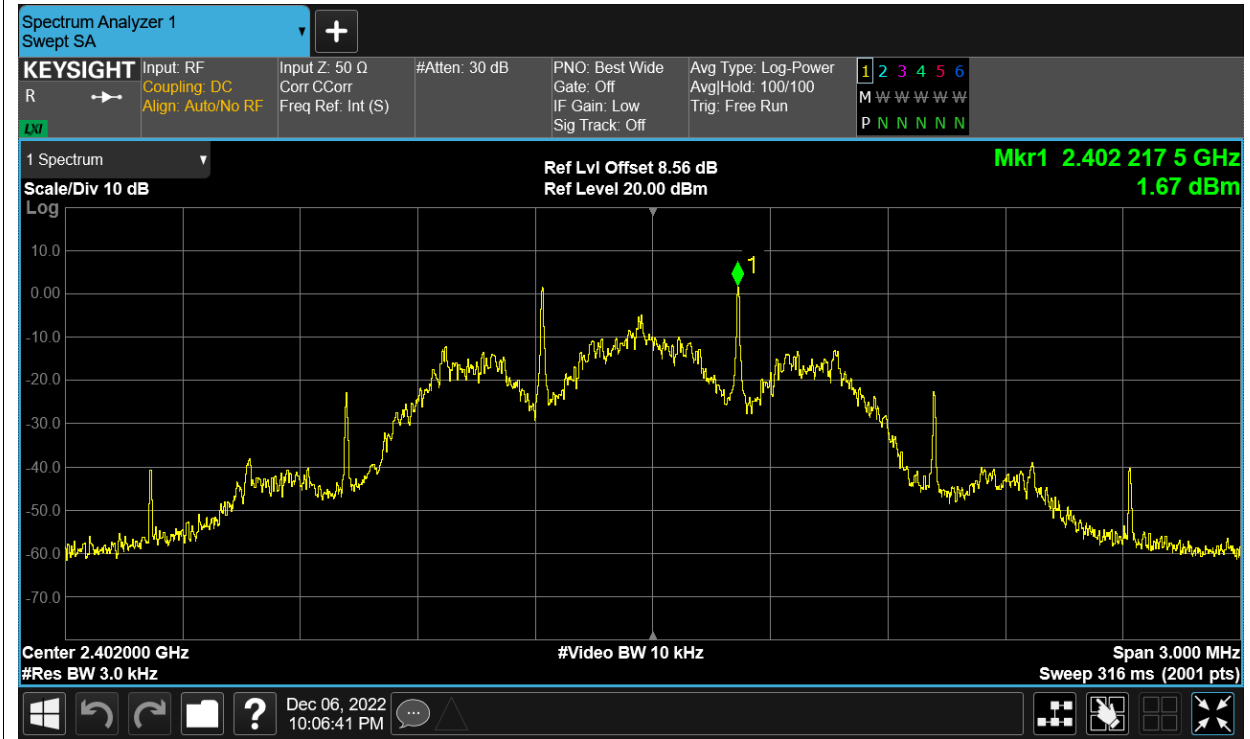 Spectrum Analyzer 1
Swept SA
KEYSIGHT
R
LXI
Input: RF
Coupling: DC
Align: Auto/No RF
Input Z: 50 Ω
Corr CCorr
Freq Ref: Int (S)
#Atten: 30 dB
PNO: Best Wide
Gate: Off
IF Gain: Low
Sig Track: Off
Avg Type: Log-Power
Avg|Hold: 100/100
Trig: Free Run
1 2 3 4 5 6
M W W W W W W
P N N N N N N
1 Spectrum
Scale/Div 10 dB
Log
Ref Lvl Offset 8.56 dB
Ref Level 20.00 dBm
Mkr1 2.402 217 5 GHz
1.67 dBm
1
10.0
0.00
-10.0
-20.0
-30.0
-40.0
-50.0
-60.0
-70.0
Center 2.402000 GHz
#Res BW 3.0 kHz
#Video BW 10 kHz
Span 3.000 MHz
Sweep 316 ms (2001 pts)
?
Dec 06, 2022
10:06:41 PM